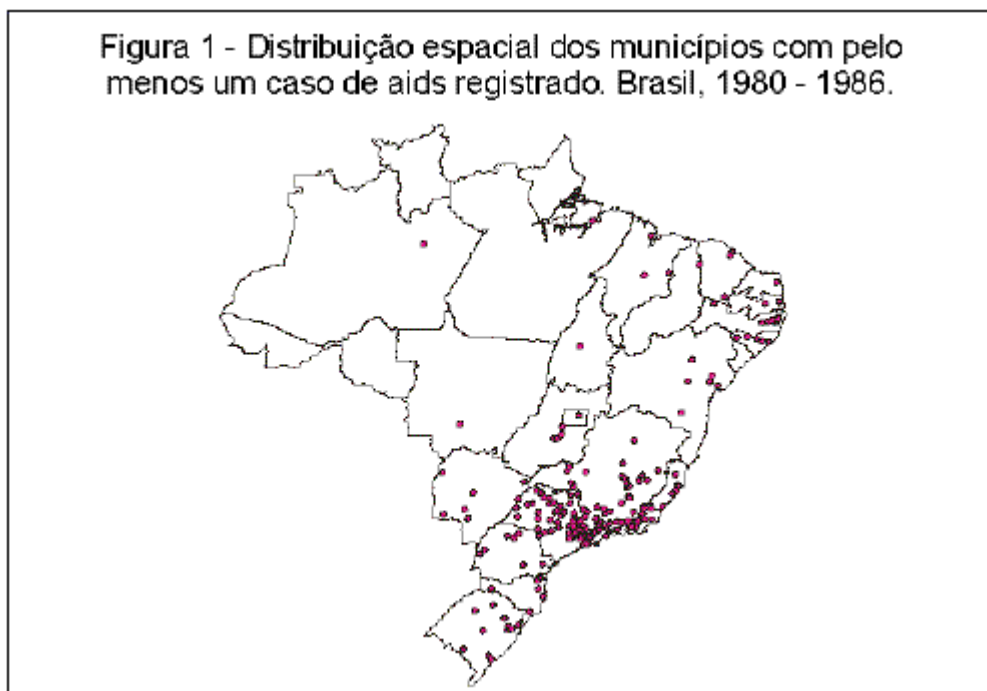 Figura 1 - Distribuição espacial dos municípios com pelo
menos um caso de aids registrado. Brasil, 1980 - 1986.